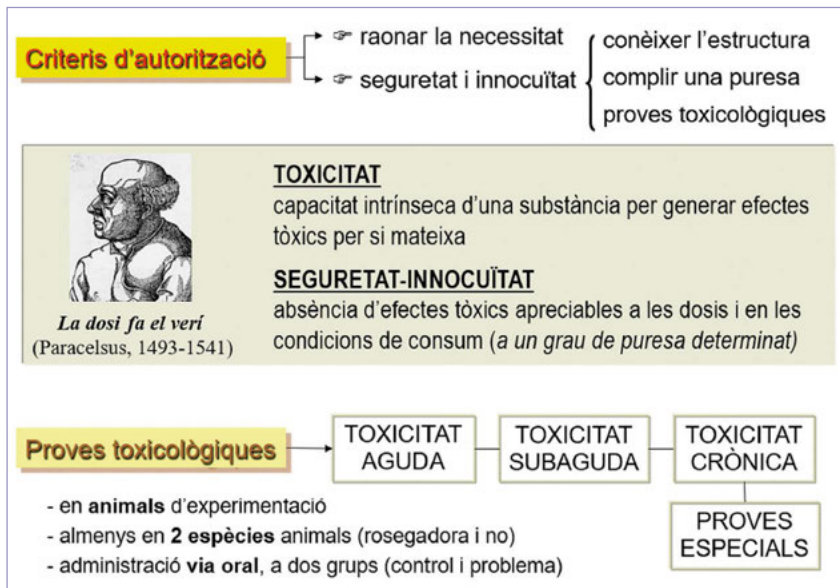 Criteris d’autorització
☞ raonar la necessitat
☞ seguretat i innocuïtat
conèixer l’estructura
complir una puresa
proves toxicològiques
La dosi fa el verí
(Paracelsus, 1493-1541)
TOXICITAT
capacitat intrínseca d’una substància per generar efectes
tòxics per si mateixa
SEGURETAT-INNOCUÏTAT
absència d’efectes tòxics apreciables a les dosis i en les
condicions de consum (a un grau de puresa determinat)
Proves toxicològiques
TOXICITAT
AGUDA
TOXICITAT
SUBAGUDA
TOXICITAT
CRÒNICA
PROVES
ESPECIALS
- en animals d’experimentació
- almenys en 2 espècies animals (rosegadora i no)
- administració via oral, a dos grups (control i problema)